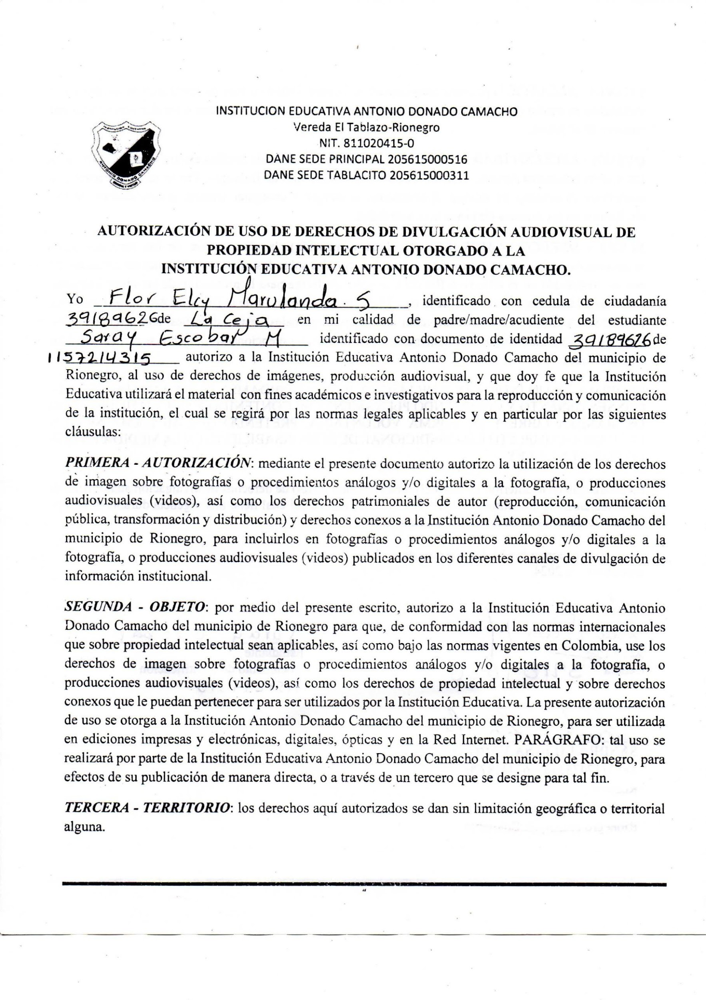 INSTITUCION EDUCATIVA ANTONIO DONADO CAMACHO
Vereda El Tablazo-Rionegro
NIT. 811020415-0
DANE SEDE PRINCIPAL 205615000516
DANE SEDE TABLACITO 205615000311
ANTONIO DONADO CAMACHO
AUTORIZACIÓN DE USO DE DERECHOS DE DIVULGACIÓN AUDIOVISUAL DE
PROPIEDAD INTELECTUAL OTORGADO A LA
INSTITUCIÓN EDUCATIVA ANTONIO DONADO CAMACHO.
Yo Flor Elcy Marulanda. S, identificado con cedula de ciudadanía
39189626 de La Ceja en mi calidad de padre/madre/acudiente del estudiante
Saray Escobar M identificado con documento de identidad 39189626 de
1157214315 autorizo a la Institución Educativa Antonio Donado Camacho del municipio de
Rionegro, al uso de derechos de imágenes, producción audiovisual, y que doy fe que la Institución
Educativa utilizará el material con fines académicos e investigativos para la reproducción y comunicación
de la institución, el cual se regirá por las normas legales aplicables y en particular por las siguientes
cláusulas:
PRIMERA - AUTORIZACIÓN: mediante el presente documento autorizo la utilización de los derechos
de imagen sobre fotografías o procedimientos análogos y/o digitales a la fotografía, o producciones
audiovisuales (videos), así como los derechos patrimoniales de autor (reproducción, comunicación
pública, transformación y distribución) y derechos conexos a la Institución Antonio Donado Camacho del
municipio de Rionegro, para incluirlos en fotografías o procedimientos análogos y/o digitales a la
fotografía, o producciones audiovisuales (videos) publicados en los diferentes canales de divulgación de
información institucional.
SEGUNDA - OBJETO: por medio del presente escrito, autorizo a la Institución Educativa Antonio
Donado Camacho del municipio de Rionegro para que, de conformidad con las normas internacionales
que sobre propiedad intelectual sean aplicables, así como bajo las normas vigentes en Colombia, use los
derechos de imagen sobre fotografías o procedimientos análogos y/o digitales a la fotografía, o
producciones audiovisuales (videos), así como los derechos de propiedad intelectual y sobre derechos
conexos que le puedan pertenecer para ser utilizados por la Institución Educativa. La presente autorización
de uso se otorga a la Institución Antonio Donado Camacho del municipio de Rionegro, para ser utilizada
en ediciones impresas y electrónicas, digitales, ópticas y en la Red Internet. PARÁGRAFO: tal uso se
realizará por parte de la Institución Educativa Antonio Donado Camacho del municipio de Rionegro, para
efectos de su publicación de manera directa, o a través de un tercero que se designe para tal fin.
TERCERA - TERRITORIO: los derechos aquí autorizados se dan sin limitación geográfica o territorial
alguna.